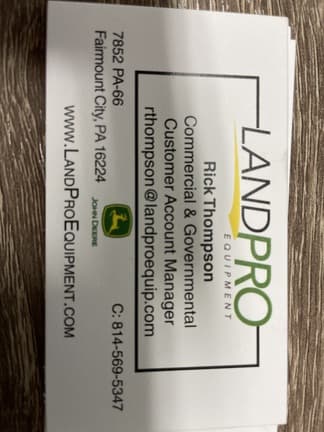 LANDPRO
EQUIPMENT
Rick Thompson
Commercial & Governmental
Customer Account Manager
rthompson@landproequip.com
7852 PA-66
Fairmount City, PA 16224
JOHN DEERE
C: 814-569-5347
WWW.LANDPROEQUIPMENT.COM